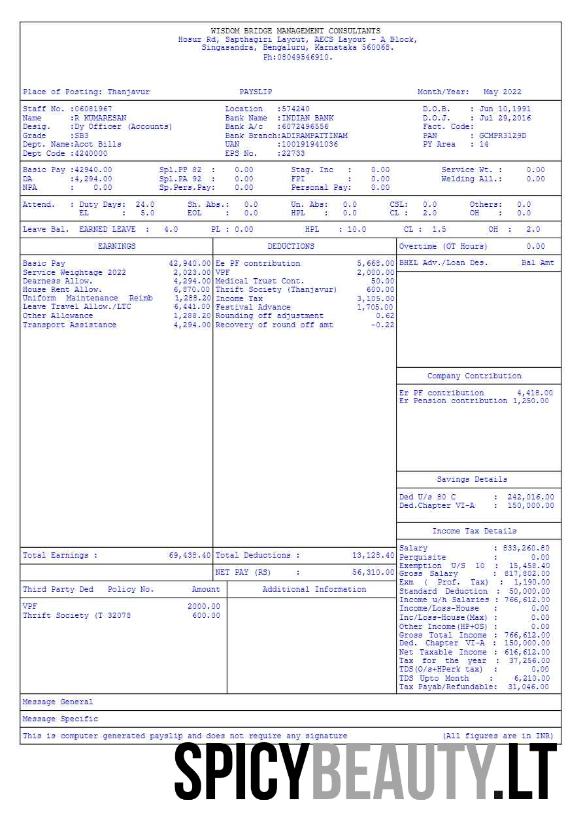 WISDOM BRIDGE MANAGEMENT CONSULTANTS
Hosur Rd, Sapthagiri Layout, AECS Layout - A Block,
Singasandra, Bengaluru, Karnataka 560068.
Ph:08049546910.
Place of Posting: Thanjavur PAYSLIP Month/Year: May 2022
Staff No. :06081967 Location :574240 D.O.B. : Jun 10,1991
Name :R KUMARESAN Bank Name :INDIAN BANK D.O.J. : Jul 29,2016
Desig. :Dy Officer (Accounts) Bank A/c :6072496556 Fact. Code:
Grade :SB3 Bank Branch:ADIRAMPATTINAM PAN : GCMPR3129D
Dept. Name:Acct Bills UAN :100191941036 PY Area : 14
Dept Code :4240000 EPS No. :22733
Basic Pay :42940.00 Spl.PP 82 : 0.00 Stag. Inc : 0.00 Service Wt. : 0.00
DA :4,294.00 Spl.PA 92 : 0.00 FPI : 0.00 Welding All.: 0.00
NPA : 0.00 Sp.Pers.Pay: 0.00 Personal Pay: 0.00
Attend. : Duty Days: 24.0 Sh. Abs.: 0.0 Un. Abs: 0.0 CSL: 0.0 Others: 0.0
EL : 5.0 EOL : 0.0 HPL : 0.0 CL : 2.0 OH : 0.0
Leave Bal. EARNED LEAVE : 4.0 PL : 0.00 HPL : 10.0 CL : 1.5 OH : 2.0
EARNINGS DEDUCTIONS Overtime (OT Hours) 0.00
Basic Pay 42,940.00 Ee PF contribution 5,668.00 BHEL Adv./Loan Des. Bal Amt
Service Weightage 2022 2,023.00 VPF 2,000.00
Dearness Allow. 4,294.00 Medical Trust Cont. 50.00
House Rent Allow. 6,870.00 Thrift Society (Thanjavur) 600.00
Uniform Maintenance Reimb 1,288.20 Income Tax 3,105.00
Leave Travel Allow./LTC 6,441.00 Festival Advance 1,705.00
Other Allowance 1,288.20 Rounding off adjustment 0.62
Transport Assistance 4,294.00 Recovery of round off amt -0.22
Company Contribution
Er PF contribution 4,418.00
Er Pension contribution 1,250.00
Savings Details
Ded U/s 80 C : 242,016.00
Ded.Chapter VI-A : 150,000.00
Income Tax Details
Total Earnings : 69,438.40 Total Deductions : 13,128.40
NET PAY (RS) : 56,310.00
Salary : 833,260.80
Perquisite : 0.00
Exemption U/S 10 : 15,458.40
Gross Salary : 817,802.00
Exm ( Prof. Tax) : 1,190.00
Standard Deduction : 50,000.00
Income u/h Salaries : 766,612.00
Income/Loss-House : 0.00
Inc/Loss-House(Max) : 0.00
Other Income(HP+OS) : 0.00
Gross Total Income : 766,612.00
Ded. Chapter VI-A : 150,000.00
Net Taxable Income : 616,612.00
Tax for the year : 37,256.00
TDS(O/s+HPerk tax) : 0.00
TDS Upto Month : 6,210.00
Tax Payab/Refundable: 31,046.00
Third Party Ded Policy No. Amount Additional Information
VPF 2000.00
Thrift Society (T 32078 600.00
Message General
Message Specific
This is computer generated payslip and does not require any signature (All figures are in INR)
SPICYBEAUTY.LT